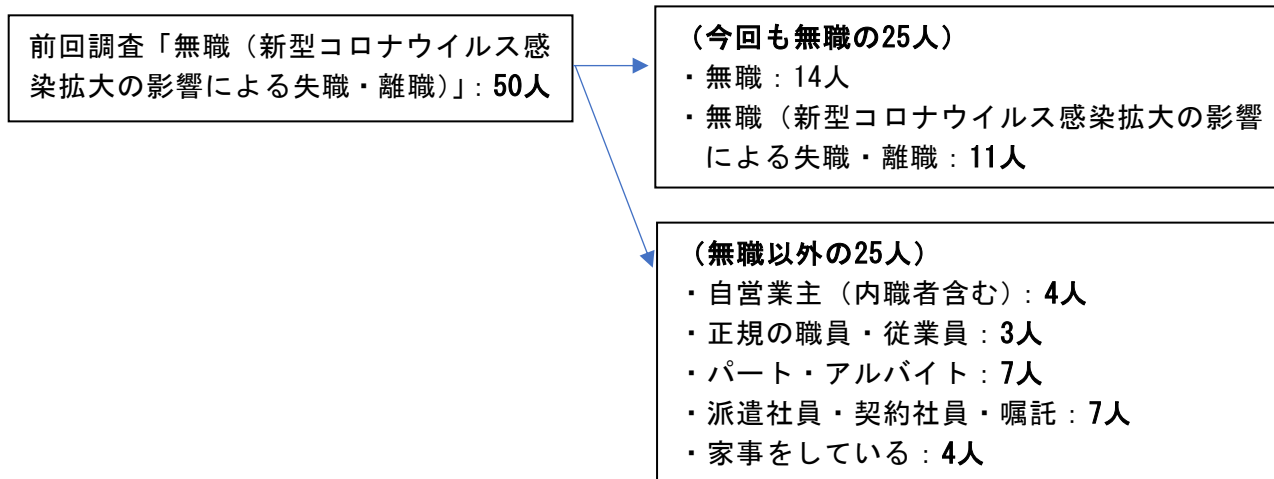 前回調査「無職（新型コロナウイルス感
染拡大の影響による失職・離職）」：50人
（今回も無職の25人）
・無職：14人
・無職（新型コロナウイルス感染拡大の影響
による失職・離職：11人
（無職以外の25人）
・自営業主（内職者含む）：4人
・正規の職員・従業員：3人
・パート・アルバイト：7人
・派遣社員・契約社員・嘱託：7人
・家事をしている：4人